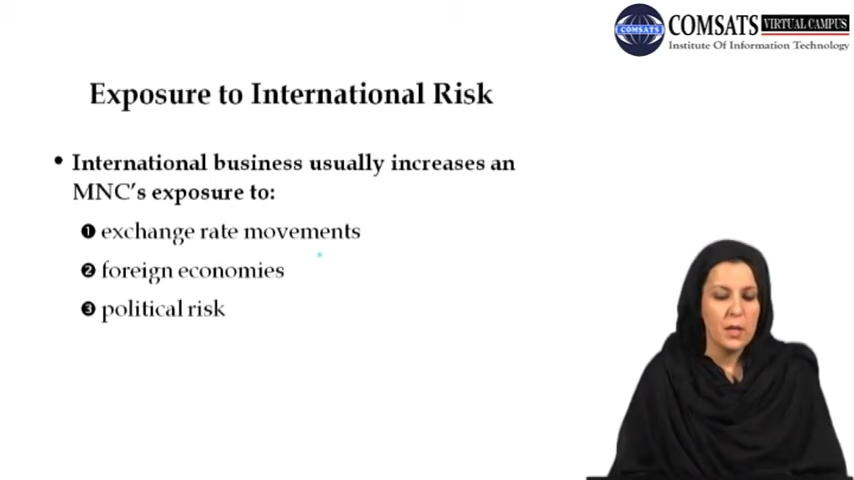 COMSATS
COMSATS VIRTUAL CAMPUS
Institute Of Information Technology
Exposure to International Risk
• International business usually increases an
MNC's exposure to:
❶ exchange rate movements
❷ foreign economies
❸ political risk